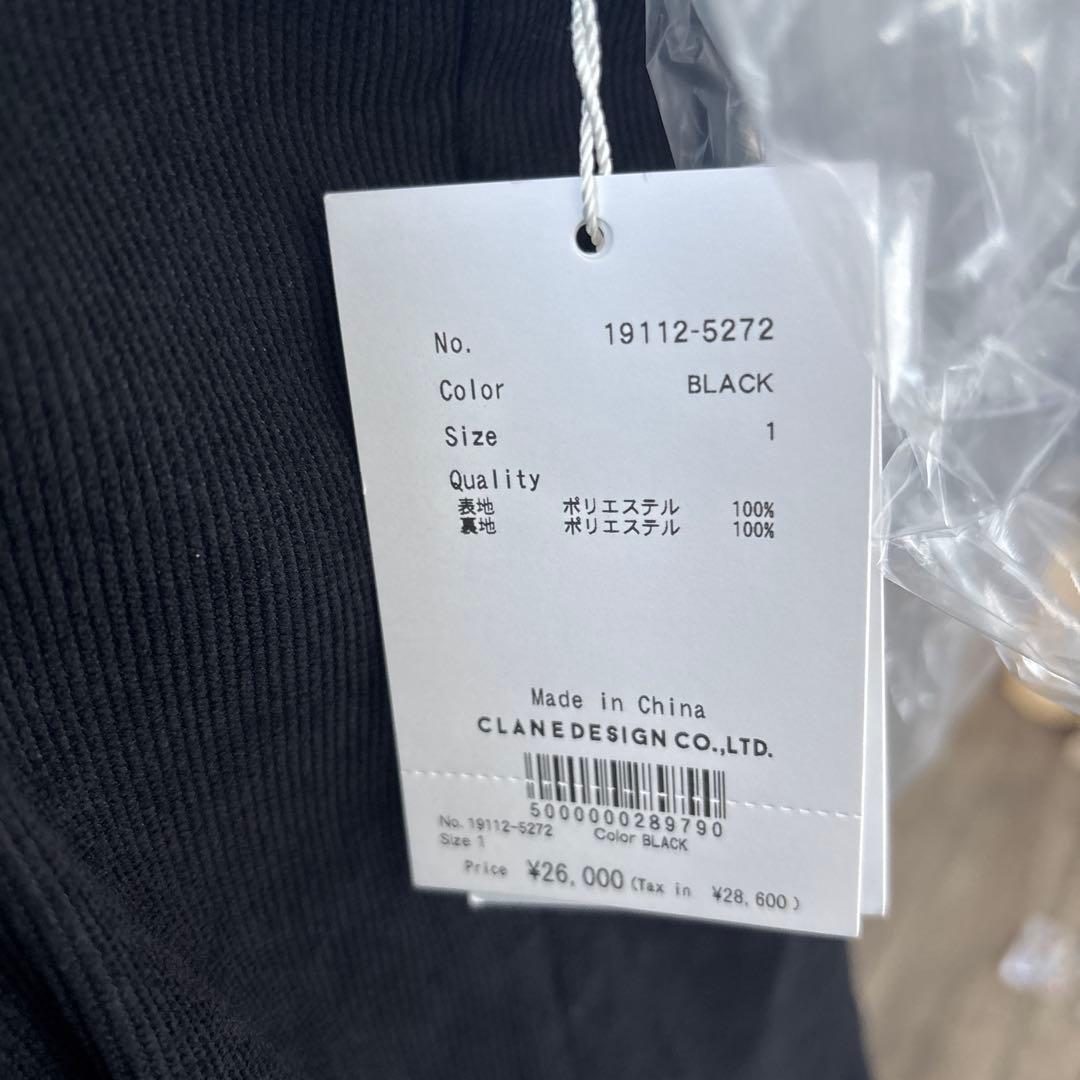 No. 19112-5272
Color BLACK
Size 1
Quality
表地 ポリエステル 100%
裏地 ポリエステル 100%
Made in China
CLANE DESIGN CO.,LTD.
5000000289790
No. 19112-5272 Color BLACK
Size 1
Price ¥26,000 (Tax in ¥28,600)